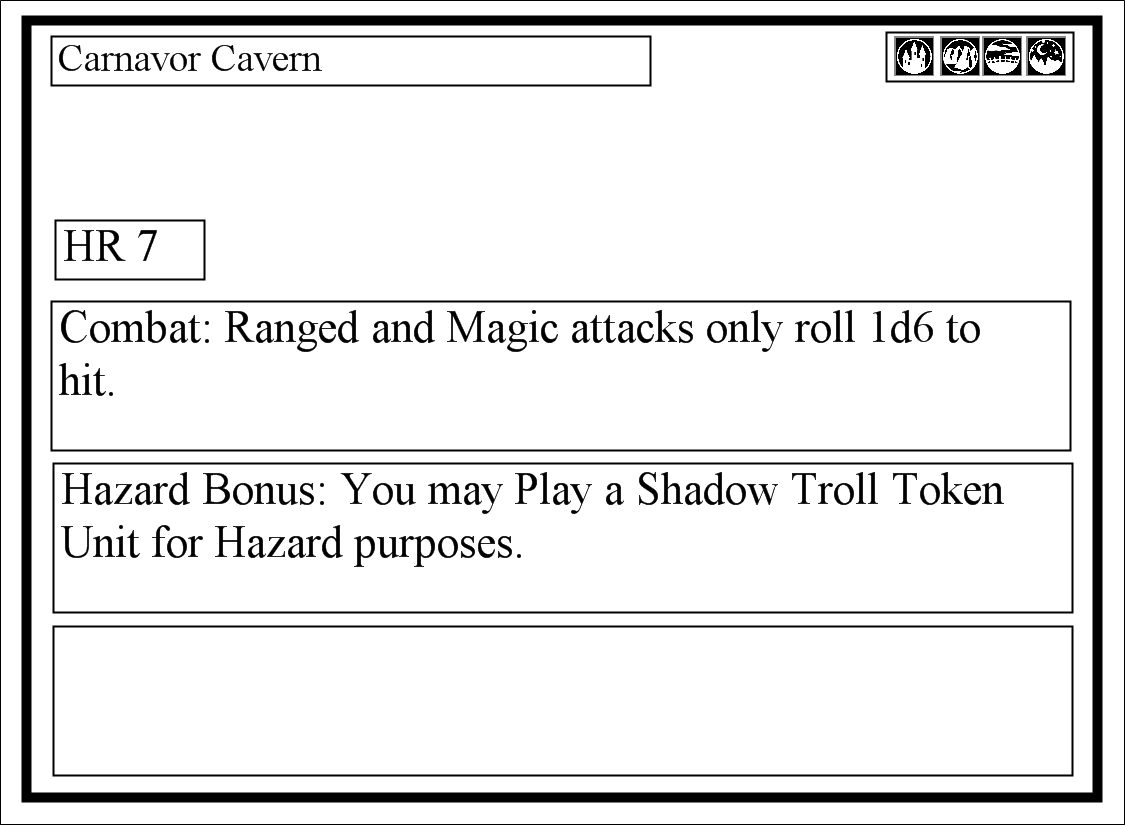 Carnavor Cavern
HR 7
Combat: Ranged and Magic attacks only roll 1d6 to
hit.
Hazard Bonus: You may Play a Shadow Troll Token
Unit for Hazard purposes.